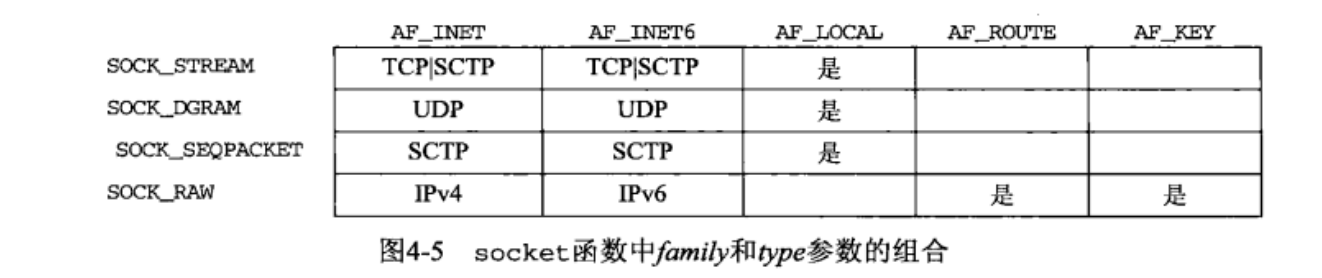 AF_INET AF_INET6 AF_LOCAL AF_ROUTE AF_KEY
SOCK_STREAM TCP|SCTP TCP|SCTP 是
SOCK_DGRAM UDP UDP 是
SOCK_SEQPACKET SCTP SCTP 是
SOCK_RAW IPv4 IPv6 是 是
图4-5 socket函数中family和type参数的组合